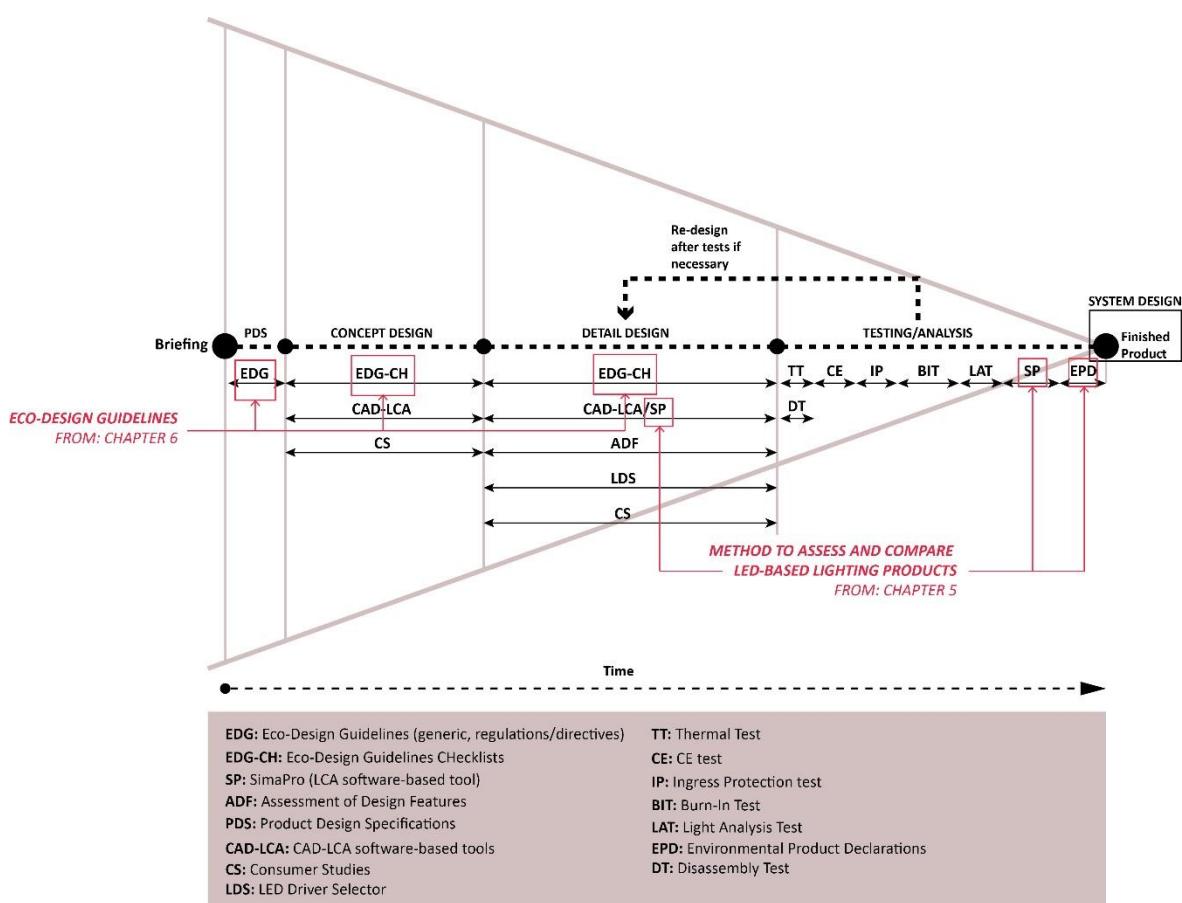 Re-design
after tests if
necessary
SYSTEM DESIGN
Briefing
PDS
CONCEPT DESIGN
DETAIL DESIGN
TESTING/ANALYSIS
Finished
Product
EDG
EDG-CH
EDG-CH
TT
CE
IP
BIT
LAT
SP
EPD
CAD-LCA
CAD-LCA/SP
DT
ECO-DESIGN GUIDELINES
FROM: CHAPTER 6
CS
ADF
LDS
CS
METHOD TO ASSESS AND COMPARE
LED-BASED LIGHTING PRODUCTS
FROM: CHAPTER 5
Time
EDG: Eco-Design Guidelines (generic, regulations/directives)
EDG-CH: Eco-Design Guidelines CHecklists
SP: SimaPro (LCA software-based tool)
ADF: Assessment of Design Features
PDS: Product Design Specifications
CAD-LCA: CAD-LCA software-based tools
CS: Consumer Studies
LDS: LED Driver Selector
TT: Thermal Test
CE: CE test
IP: Ingress Protection test
BIT: Burn-In Test
LAT: Light Analysis Test
EPD: Environmental Product Declarations
DT: Disassembly Test